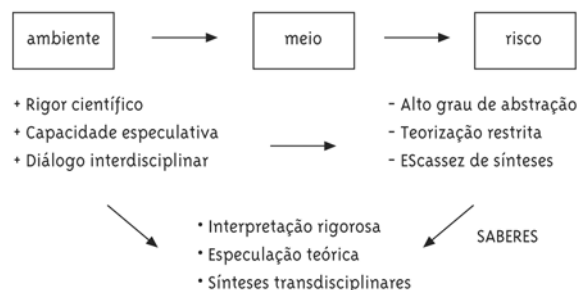 ambiente
meio
risco
+ Rigor científico
+ Capacidade especulativa
+ Diálogo interdisciplinar
- Alto grau de abstração
- Teorização restrita
- EScassez de sínteses
• Interpretação rigorosa
• Especulação teórica
• Sínteses transdisciplinares
SABERES